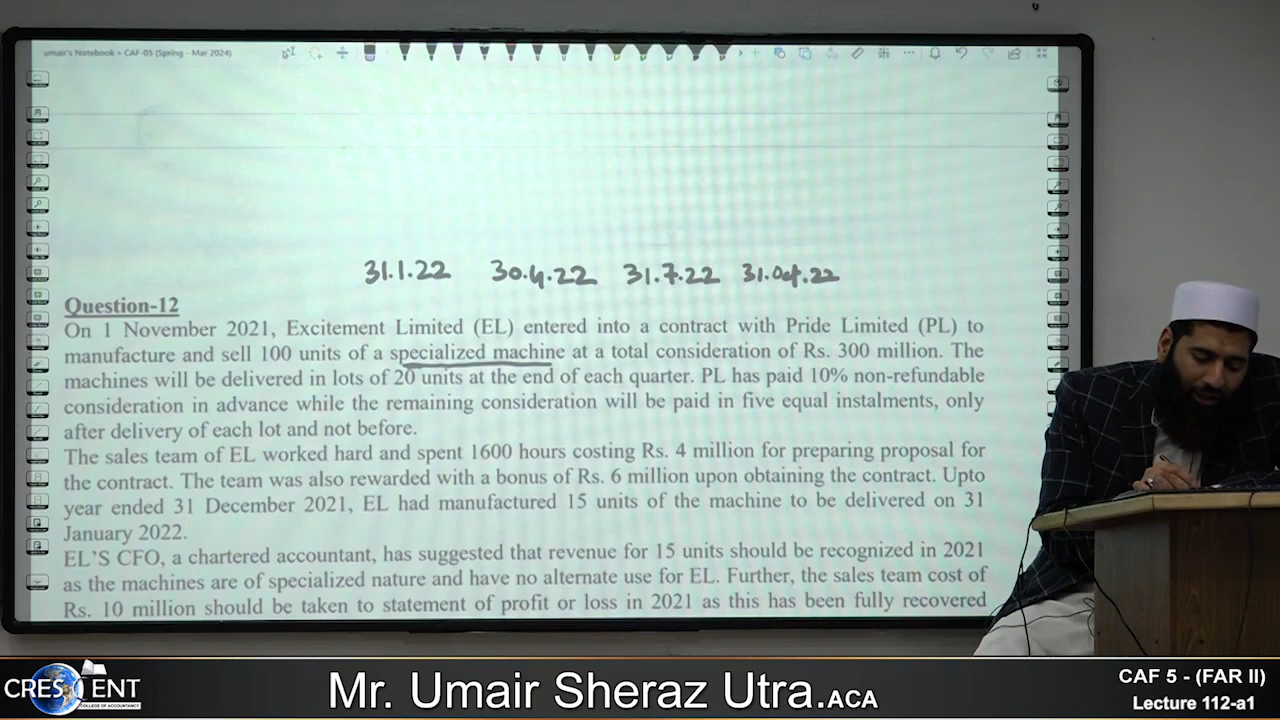 umair's Notebook » CAF-05 (Spring - Mar 2024)
31.1.22 30.4.22 31.7.22 31.04.22
Question-12
On 1 November 2021, Excitement Limited (EL) entered into a contract with Pride Limited (PL) to
manufacture and sell 100 units of a specialized machine at a total consideration of Rs. 300 million. The
machines will be delivered in lots of 20 units at the end of each quarter. PL has paid 10% non-refundable
consideration in advance while the remaining consideration will be paid in five equal instalments, only
after delivery of each lot and not before.
The sales team of EL worked hard and spent 1600 hours costing Rs. 4 million for preparing proposal for
the contract. The team was also rewarded with a bonus of Rs. 6 million upon obtaining the contract. Upto
year ended 31 December 2021, EL had manufactured 15 units of the machine to be delivered on 31
January 2022.
EL'S CFO, a chartered accountant, has suggested that revenue for 15 units should be recognized in 2021
as the machines are of specialized nature and have no alternate use for EL. Further, the sales team cost of
Rs. 10 million should be taken to statement of profit or loss in 2021 as this has been fully recovered
CRESCENT
COLLEGE OF ACCOUNTANCY
Mr. Umair Sheraz Utra.ACA
CAF 5 - (FAR II)
Lecture 112-a1